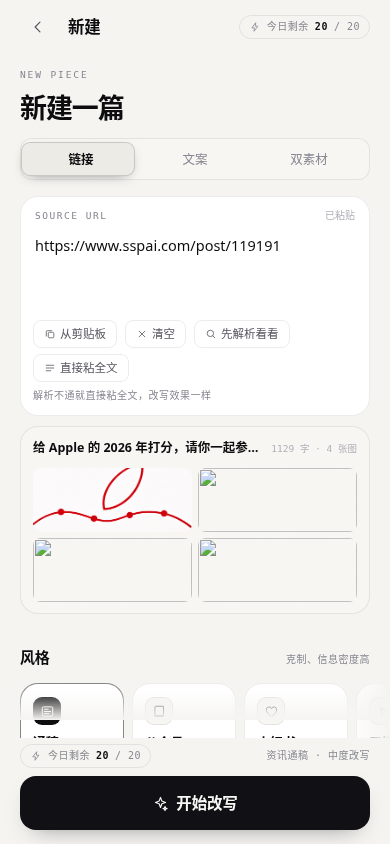 新建
今日剩余 20 / 20
NEW PIECE
新建一篇
链接
文案
双素材
SOURCE URL
已粘贴
https://www.sspai.com/post/119191
从剪贴板
清空
先解析看看
直接粘全文
解析不通就直接粘全文，改写效果一样
给 Apple 的 2026 年打分，请你一起参…
1129 字 · 4 张图
风格
克制、信息密度高
今日剩余 20 / 20
资讯通稿 · 中度改写
开始改写